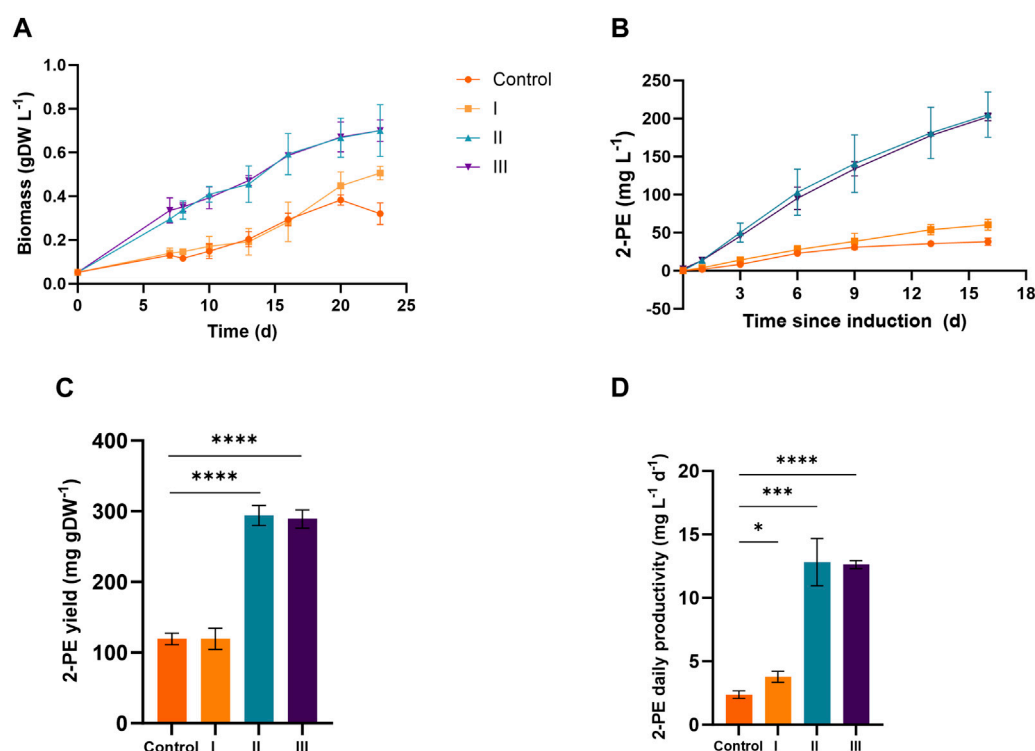 A
Biomass (gDW L-1)
1.0
0.8
0.6
0.4
0.2
0.0
0 5 10 15 20 25
Time (d)
Control
I
II
III
B
2-PE (mg L-1)
250
200
150
100
50
0
-50
3 6 9 12 15 18
Time since induction (d)
C
2-PE yield (mg gDW-1)
400
300
200
100
0
****
****
Control I II III
D
2-PE daily productivity (mg L-1 d-1)
20
15
10
5
0
****
***
*
Control I II III